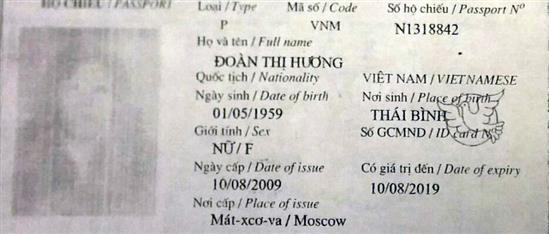 HỘ CHIẾU / PASSPORT
Loại / Type Mã số / Code Số hộ chiếu / Passport Nº
P VNM N1318842
Họ và tên / Full name
ĐOÀN THỊ HƯƠNG
Quốc tịch / Nationality VIỆT NAM / VIETNAMESE
Ngày sinh / Date of birth Nơi sinh / Place of birth
01/05/1959 THÁI BÌNH
Giới tính / Sex Số GCMND / ID card Nº
NỮ / F
Ngày cấp / Date of issue Có giá trị đến / Date of expiry
10/08/2009 10/08/2019
Nơi cấp / Place of issue
Mát-xcơ-va / Moscow